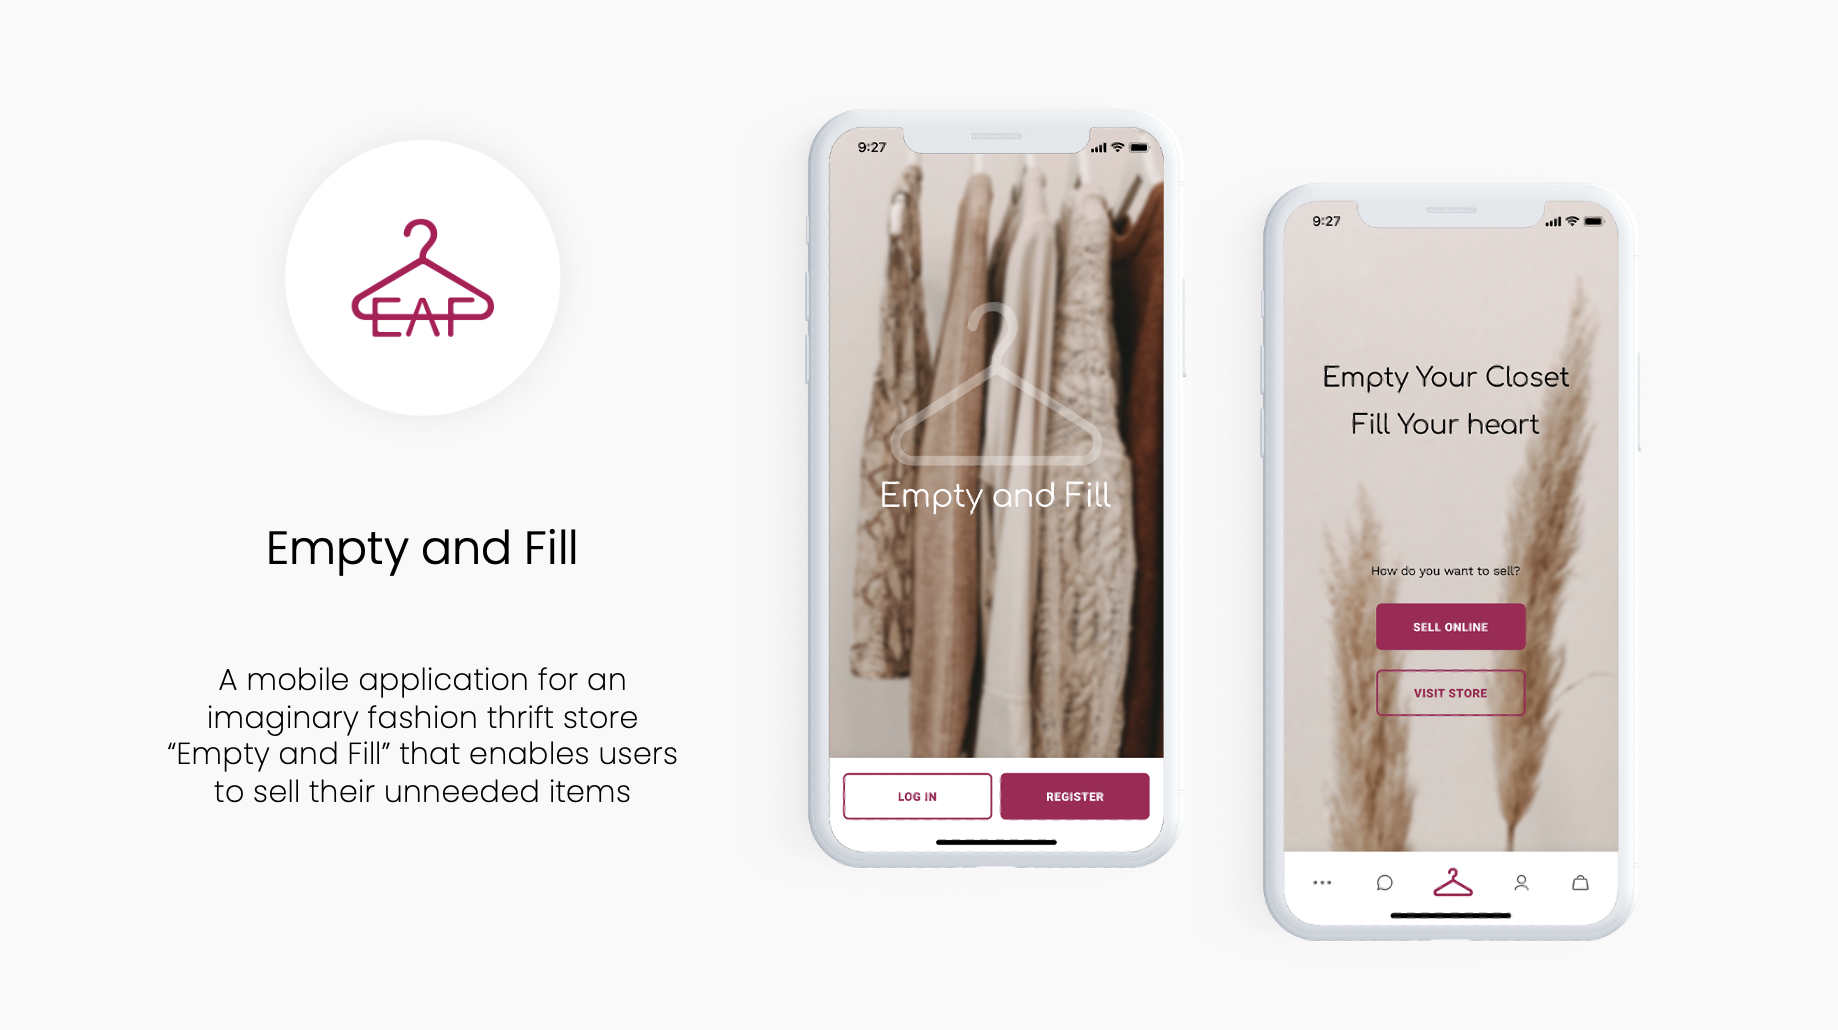 EAF
Empty and Fill
A mobile application for an
imaginary fashion thrift store
“Empty and Fill” that enables users
to sell their unneeded items
9:27
Empty and Fill
LOG IN
REGISTER
9:27
Empty Your Closet
Fill Your heart
How do you want to sell?
SELL ONLINE
VISIT STORE